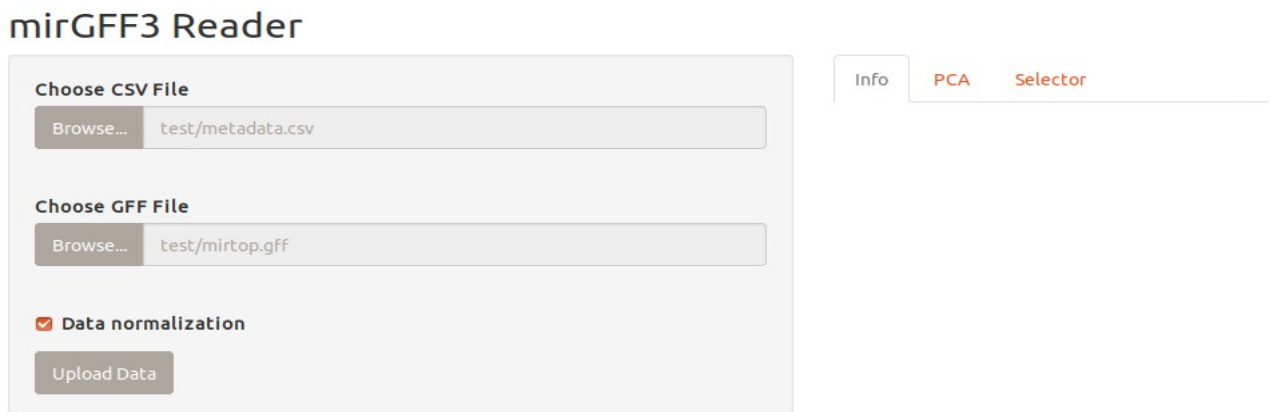 mirGFF3 Reader
Choose CSV File
Browse... test/metadata.csv
Choose GFF File
Browse... test/mirtop.gff
Data normalization
Upload Data
Info PCA Selector